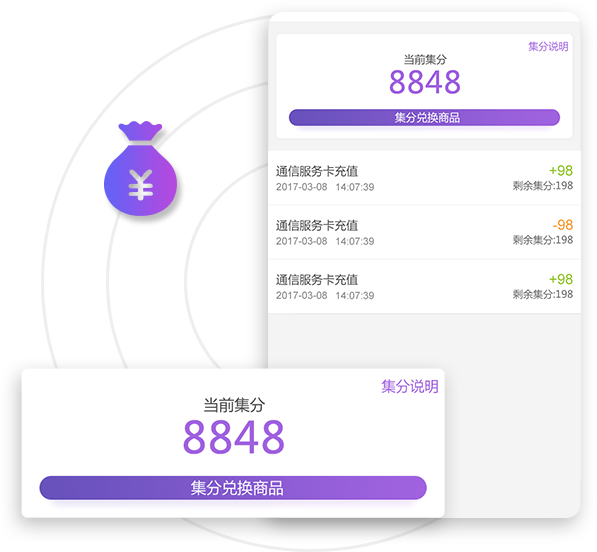 集分说明
当前集分
8848
集分兑换商品
通信服务卡充值
+98
2017-03-08 14:07:39
剩余集分:198
通信服务卡充值
-98
2017-03-08 14:07:39
剩余集分:198
通信服务卡充值
+98
2017-03-08 14:07:39
剩余集分:198
¥
集分说明
当前集分
8848
集分兑换商品